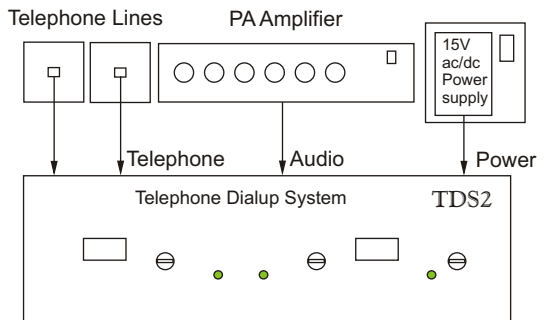 Telephone Lines
PA Amplifier
15V
ac/dc
Power
supply
Telephone
Audio
Power
Telephone Dialup System
TDS2